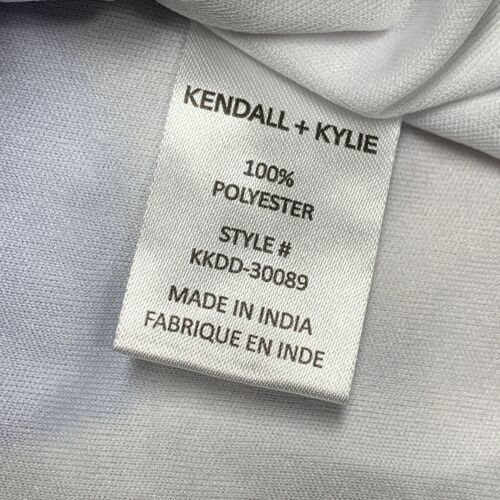 KENDALL + KYLIE
100%
POLYESTER
STYLE #
KKDD-30089
MADE IN INDIA
FABRIQUE EN INDE